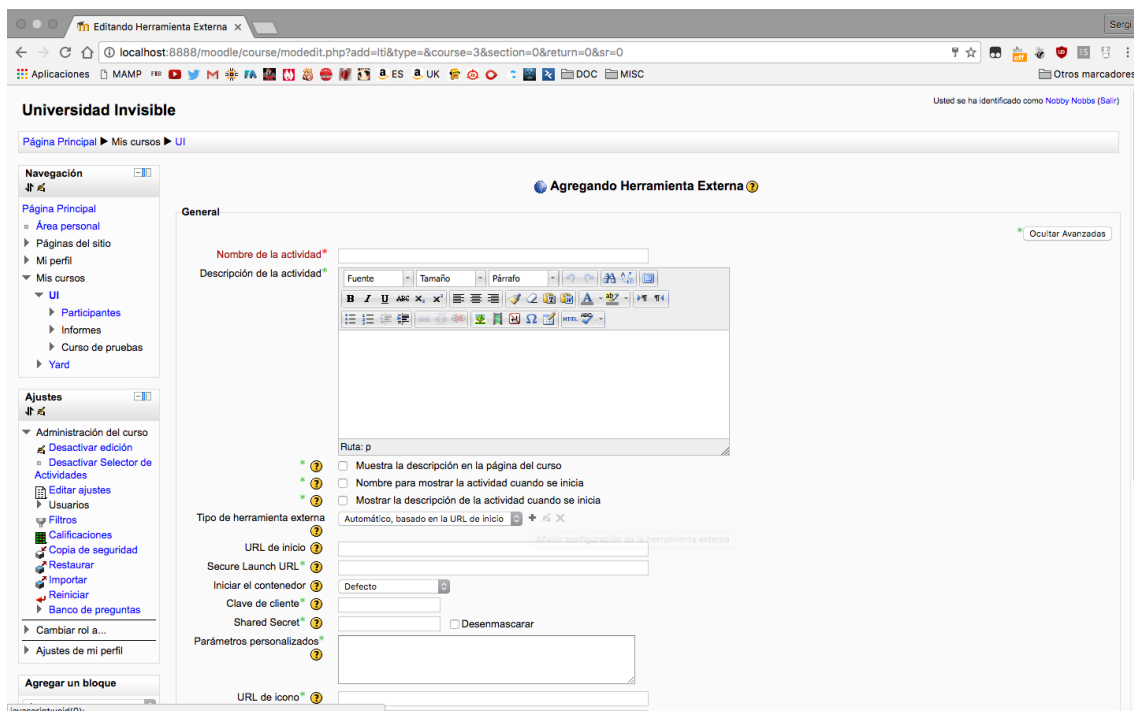 Editando Herramienta Externa ×
Sergi
localhost:8888/moodle/course/modedit.php?add=lti&type=&course=3&section=0&return=0&sr=0
off
Aplicaciones MAMP FIB FA ES UK DOC MISC Otros marcadores
Universidad Invisible
Usted se ha identificado como Nobby Nobbs (Salir)
Página Principal ▶ Mis cursos ▶ UI
Navegación
Página Principal
Área personal
Páginas del sitio
Mi perfil
Mis cursos
UI
Participantes
Informes
Curso de pruebas
Yard
Ajustes
Administración del curso
Desactivar edición
Desactivar Selector de
Actividades
Editar ajustes
Usuarios
Filtros
Calificaciones
Copia de seguridad
Restaurar
Importar
Reiniciar
Banco de preguntas
Cambiar rol a...
Ajustes de mi perfil
Agregar un bloque
Agregando Herramienta Externa
General
* Ocultar Avanzadas
Nombre de la actividad*
Descripción de la actividad*
Fuente Tamaño Párrafo
B I U ABC X₂ X²
HTML
Ruta: p
* Muestra la descripción en la página del curso
* Nombre para mostrar la actividad cuando se inicia
* Mostrar la descripción de la actividad cuando se inicia
Tipo de herramienta externa Automático, basado en la URL de inicio
Añadir configuración de la herramienta externa
URL de inicio
Secure Launch URL*
Iniciar el contenedor Defecto
Clave de cliente*
Shared Secret* Desenmascarar
Parámetros personalizados*
URL de icono*